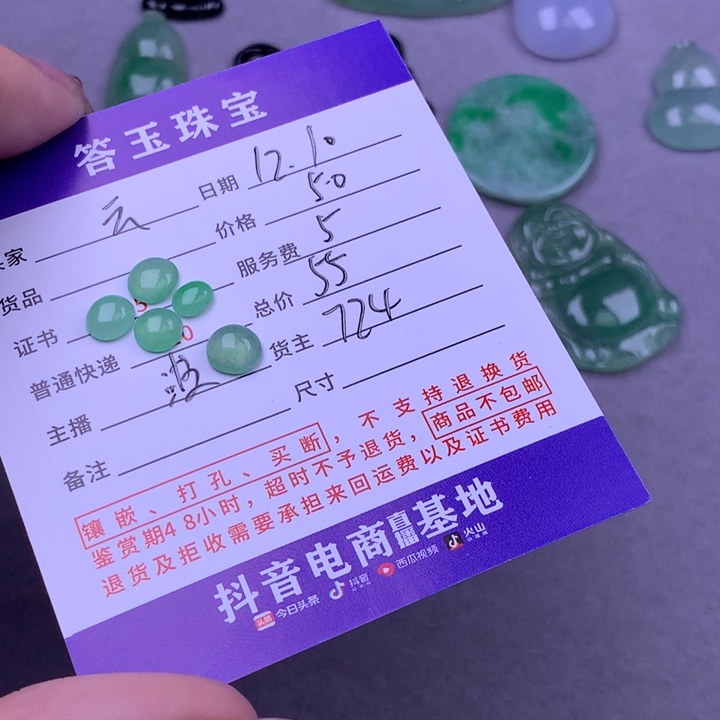 答玉珠宝
家 云 日期 12.10
货品 价格 50
证书 5 服务费 5
普通快递 0 总价 55
主播 货主 724
备注 尺寸
镶嵌、打孔、买断,不支持退换货
鉴赏期48小时,超时不予退货,商品不包邮
退货及拒收需要承担来回运费以及证书费用
抖音电商直播基地
头条 今日头条 抖音 西瓜视频 火山